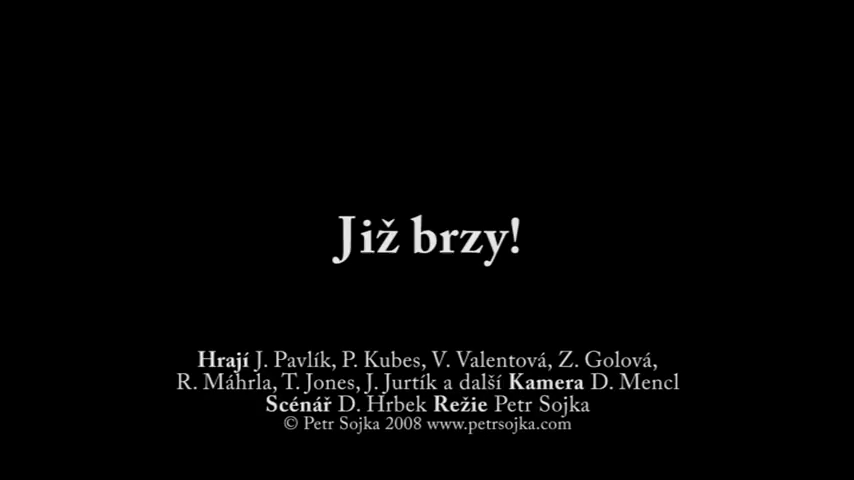 Již brzy!
Hrají J. Pavlík, P. Kubes, V. Valentová, Z. Golová,
R. Máhrla, T. Jones, J. Jurtík a další Kamera D. Mencl
Scénář D. Hrbek Režie Petr Sojka
© Petr Sojka 2008 www.petrsojka.com